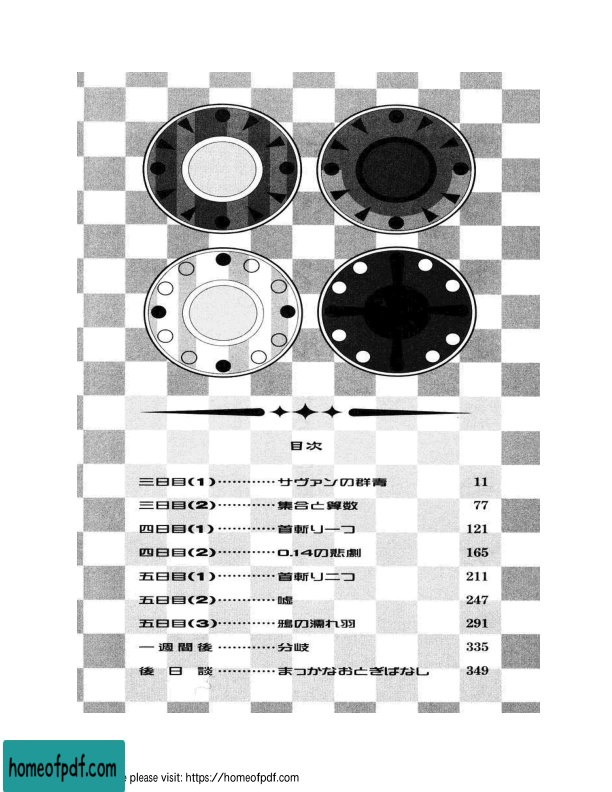 目次
三日目(1)…………サヴァンの群青 11
三日目(2)…………集合と算数 77
四日目(1)…………首斬り一つ 121
四日目(2)…………0.14の悲劇 165
五日目(1)…………首斬り二つ 211
五日目(2)…………嘘 247
五日目(3)…………鴉の濡れ羽 291
一週間後…………分岐 335
後日談…………まっかなおとぎばなし 349
homeofpdf.com
e please visit: https://homeofpdf.com